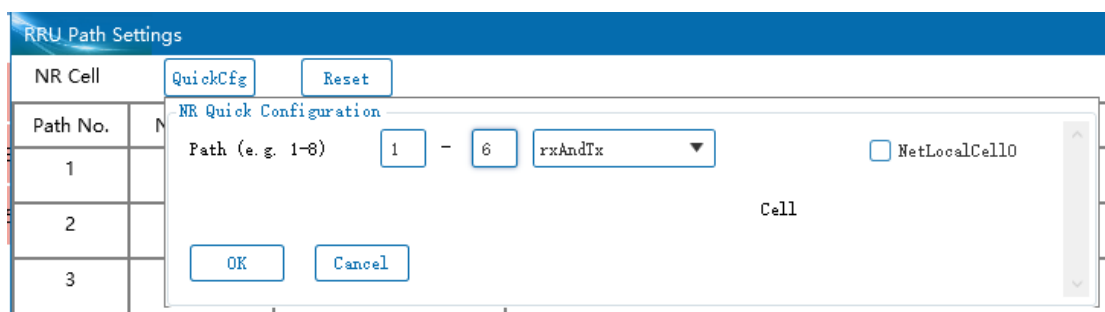 RRU Path Settings
NR Cell QuickCfg Reset
NR Quick Configuration
Path No.
Path (e.g. 1-8) 1 - 6 rxAndTx NetLocalCell0
1
Cell
2
OK Cancel
3